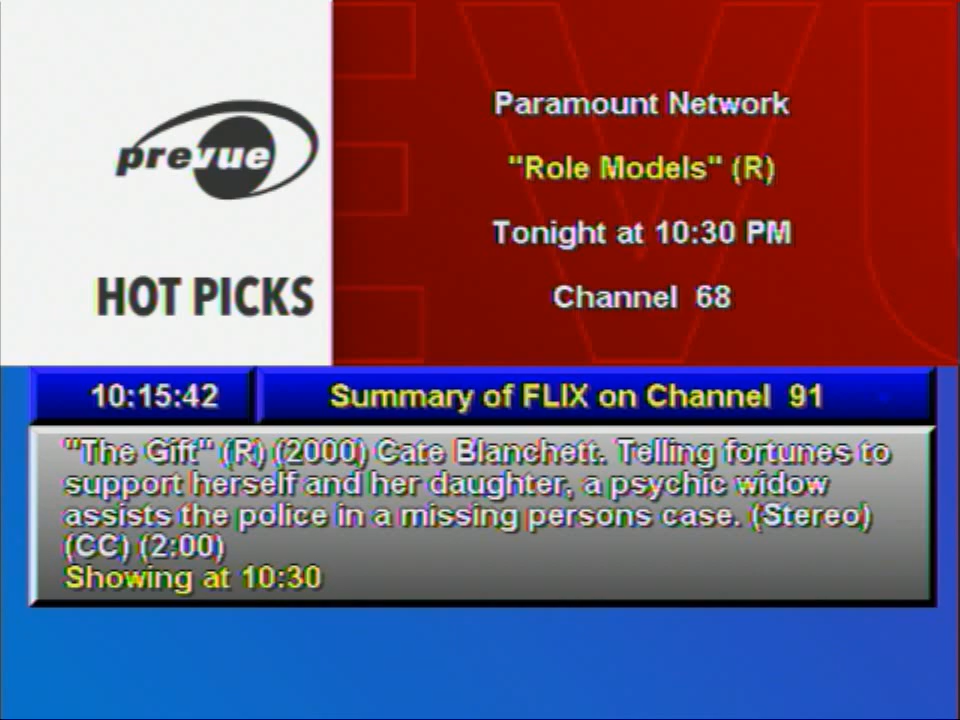 prevue
HOT PICKS
Paramount Network
"Role Models" (R)
Tonight at 10:30 PM
Channel 68
10:15:42
Summary of FLIX on Channel 91
"The Gift" (R) (2000) Cate Blanchett. Telling fortunes to
support herself and her daughter, a psychic widow
assists the police in a missing persons case. (Stereo)
(CC) (2:00)
Showing at 10:30